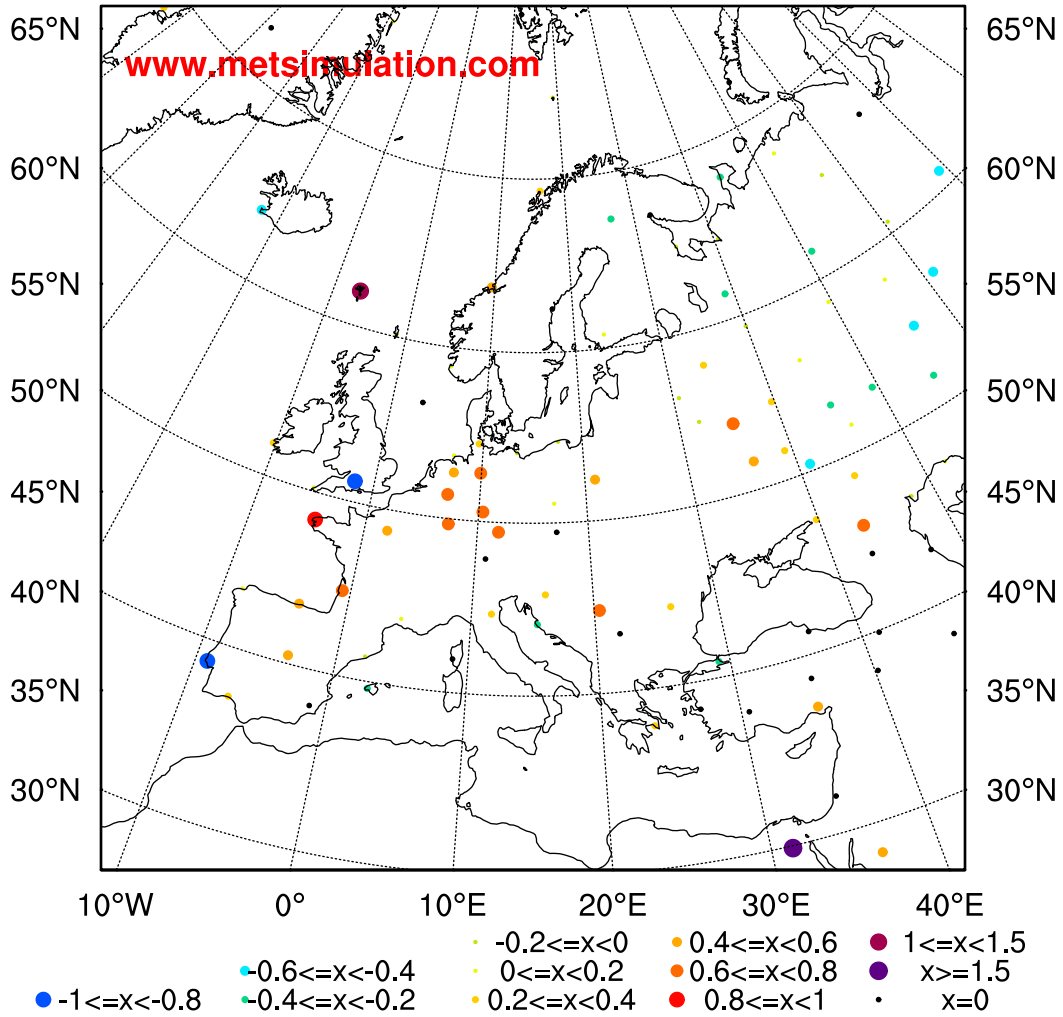 65°N 65°N
www.metsimulation.com
60°N 60°N
55°N 55°N
50°N 50°N
45°N 45°N
40°N 40°N
35°N 35°N
30°N 30°N
10°W 0° 10°E 20°E 30°E 40°E
-0.2<=x<0 0.4<=x<0.6 1<=x<1.5
-0.6<=x<-0.4 0<=x<0.2 0.6<=x<0.8 x>=1.5
-1<=x<-0.8 -0.4<=x<-0.2 0.2<=x<0.4 0.8<=x<1 x=0